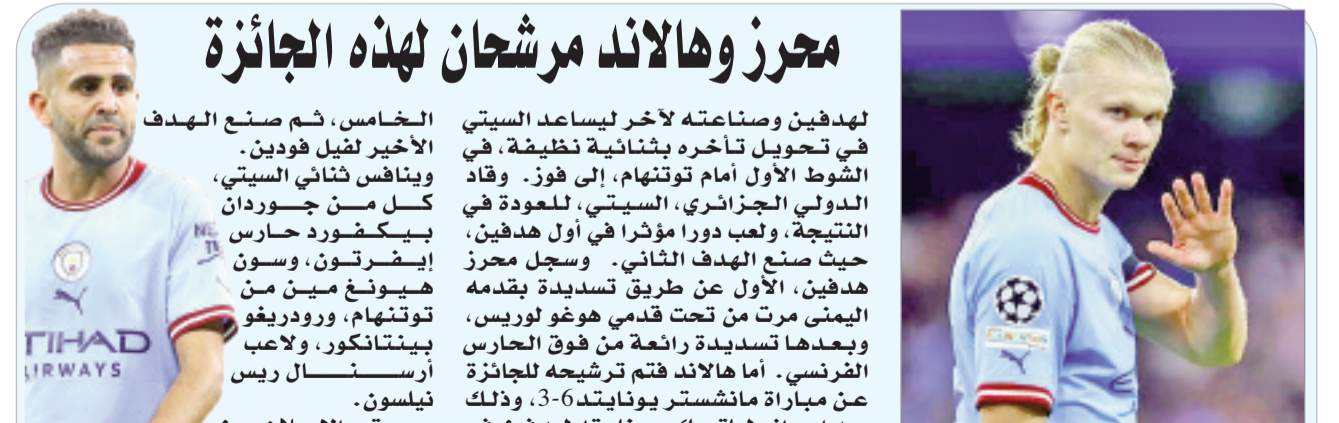 محرز وهالاند مرشحان لهذه الجائزة
لهدفين وصناعته لآخر ليساعد السيتي
في تحويل تأخره بثنائية نظيفة، في
الشوط الأول أمام توتنهام، إلى فوز. وقاد
الدولي الجزائري، السيتي، للعودة في
النتيجة، ولعب دورا مؤثرا في أول هدفين،
حيث صنع الهدف الثاني. وسجل محرز
هدفين، الأول عن طريق تسديدة بقدمه
اليمنى مرت من تحت قدمي هوغو لوريس،
وبعدها تسديدة رائعة من فوق الحارس
الفرنسي. أما هالاند فتم ترشيحه للجائزة
عن مباراة مانشستر يونايتد 6-3، وذلك
الخامس، ثم صنع الهدف
الأخير لفيل فودين.
وينافس ثنائي السيتي،
كل من جوردان
بيكفورد حارس
إيفرتون، وسون
هيونغ مين من
توتنهام، ورودريغو
بينتانكور، ولاعب
أرسنال ريس
نيلسون.
TIHAD
AIRWAYS